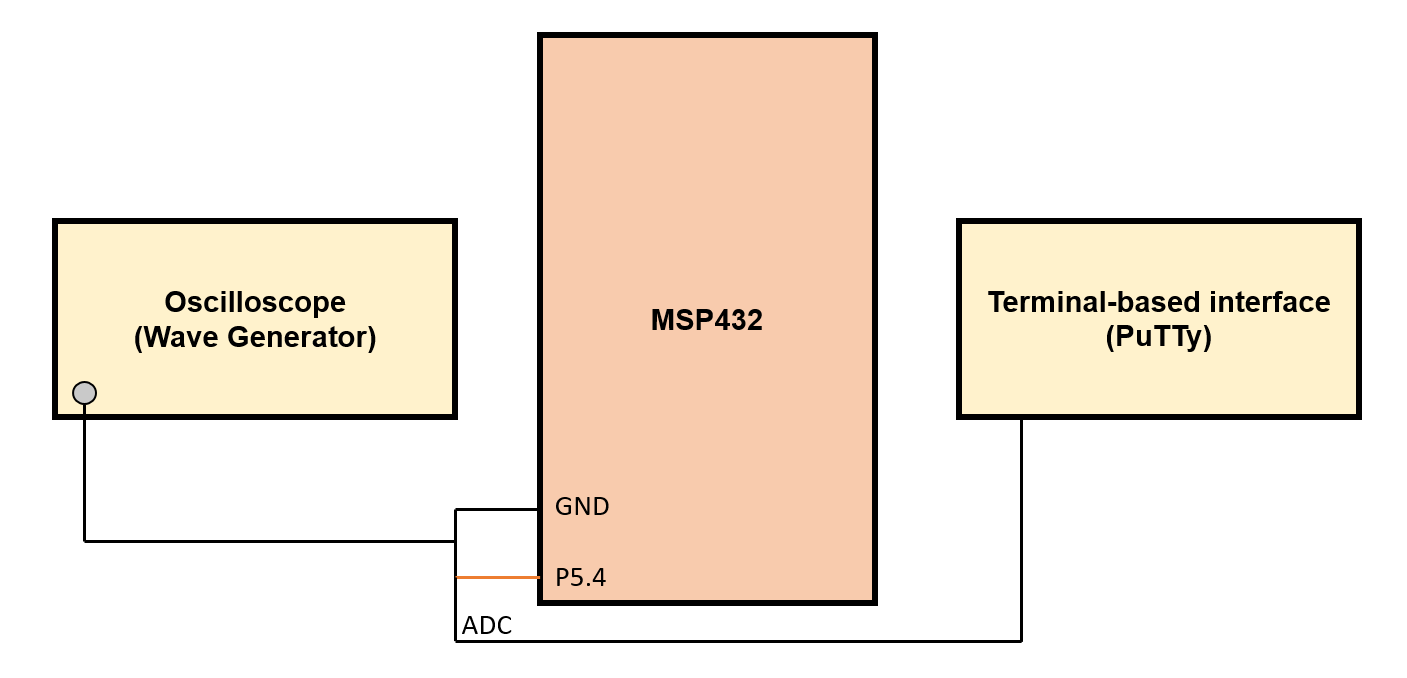 Oscilloscope
(Wave Generator)
MSP432
Terminal-based interface
(PuTTy)
GND
P5.4
ADC